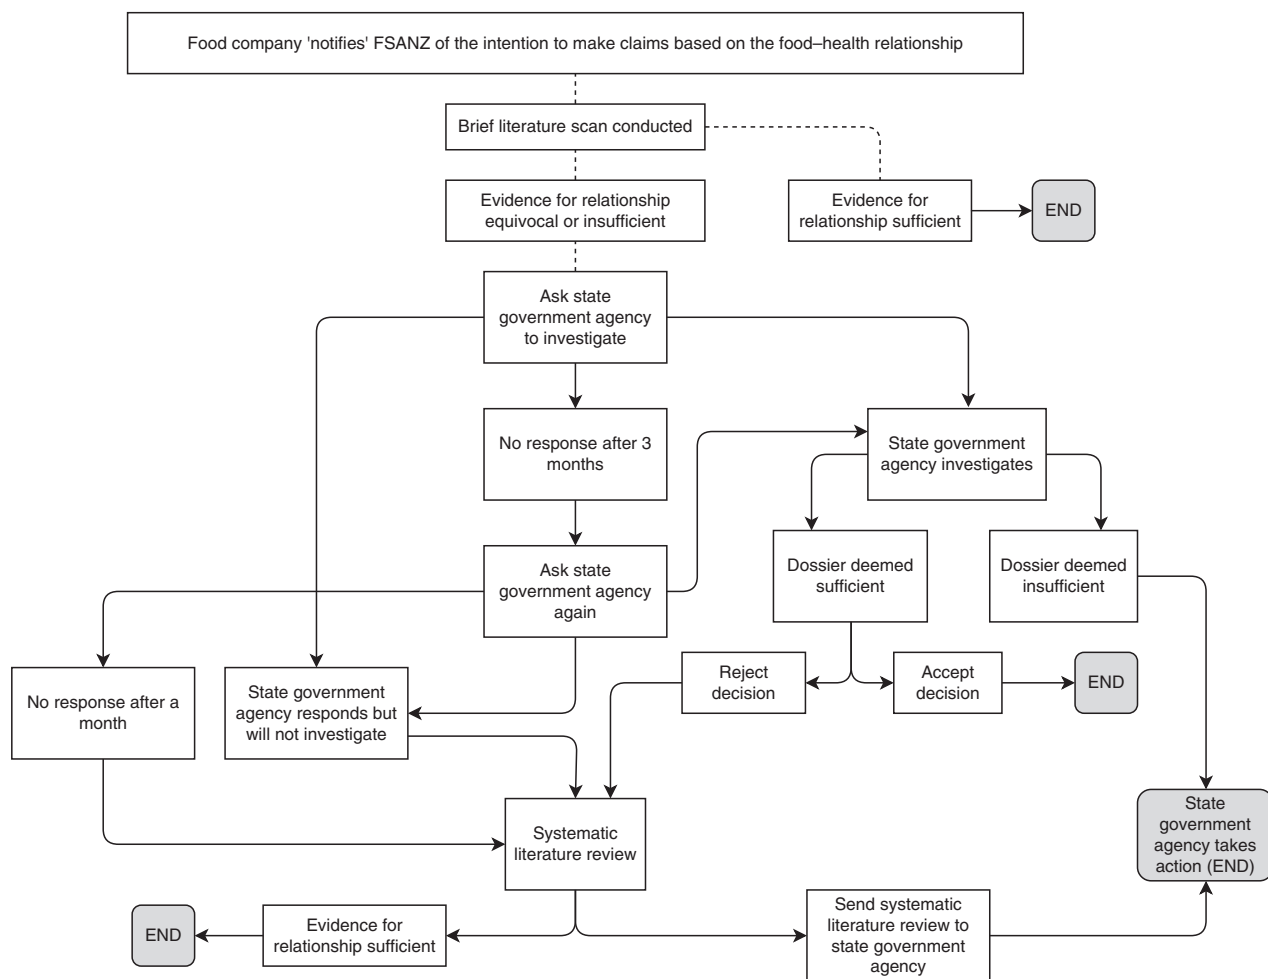 Food company 'notifies' FSANZ of the intention to make claims based on the food–health relationship
Brief literature scan conducted
Evidence for relationship
equivocal or insufficient
Evidence for
relationship sufficient
END
Ask state
government agency
to investigate
No response after 3
months
State government
agency investigates
Ask state
government agency
again
Dossier deemed
sufficient
Dossier deemed
insufficient
No response after a
month
State government
agency responds but
will not investigate
Reject
decision
Accept
decision
END
Systematic
literature review
State
government
agency takes
action (END)
END
Evidence for
relationship sufficient
Send systematic
literature review to
state government
agency